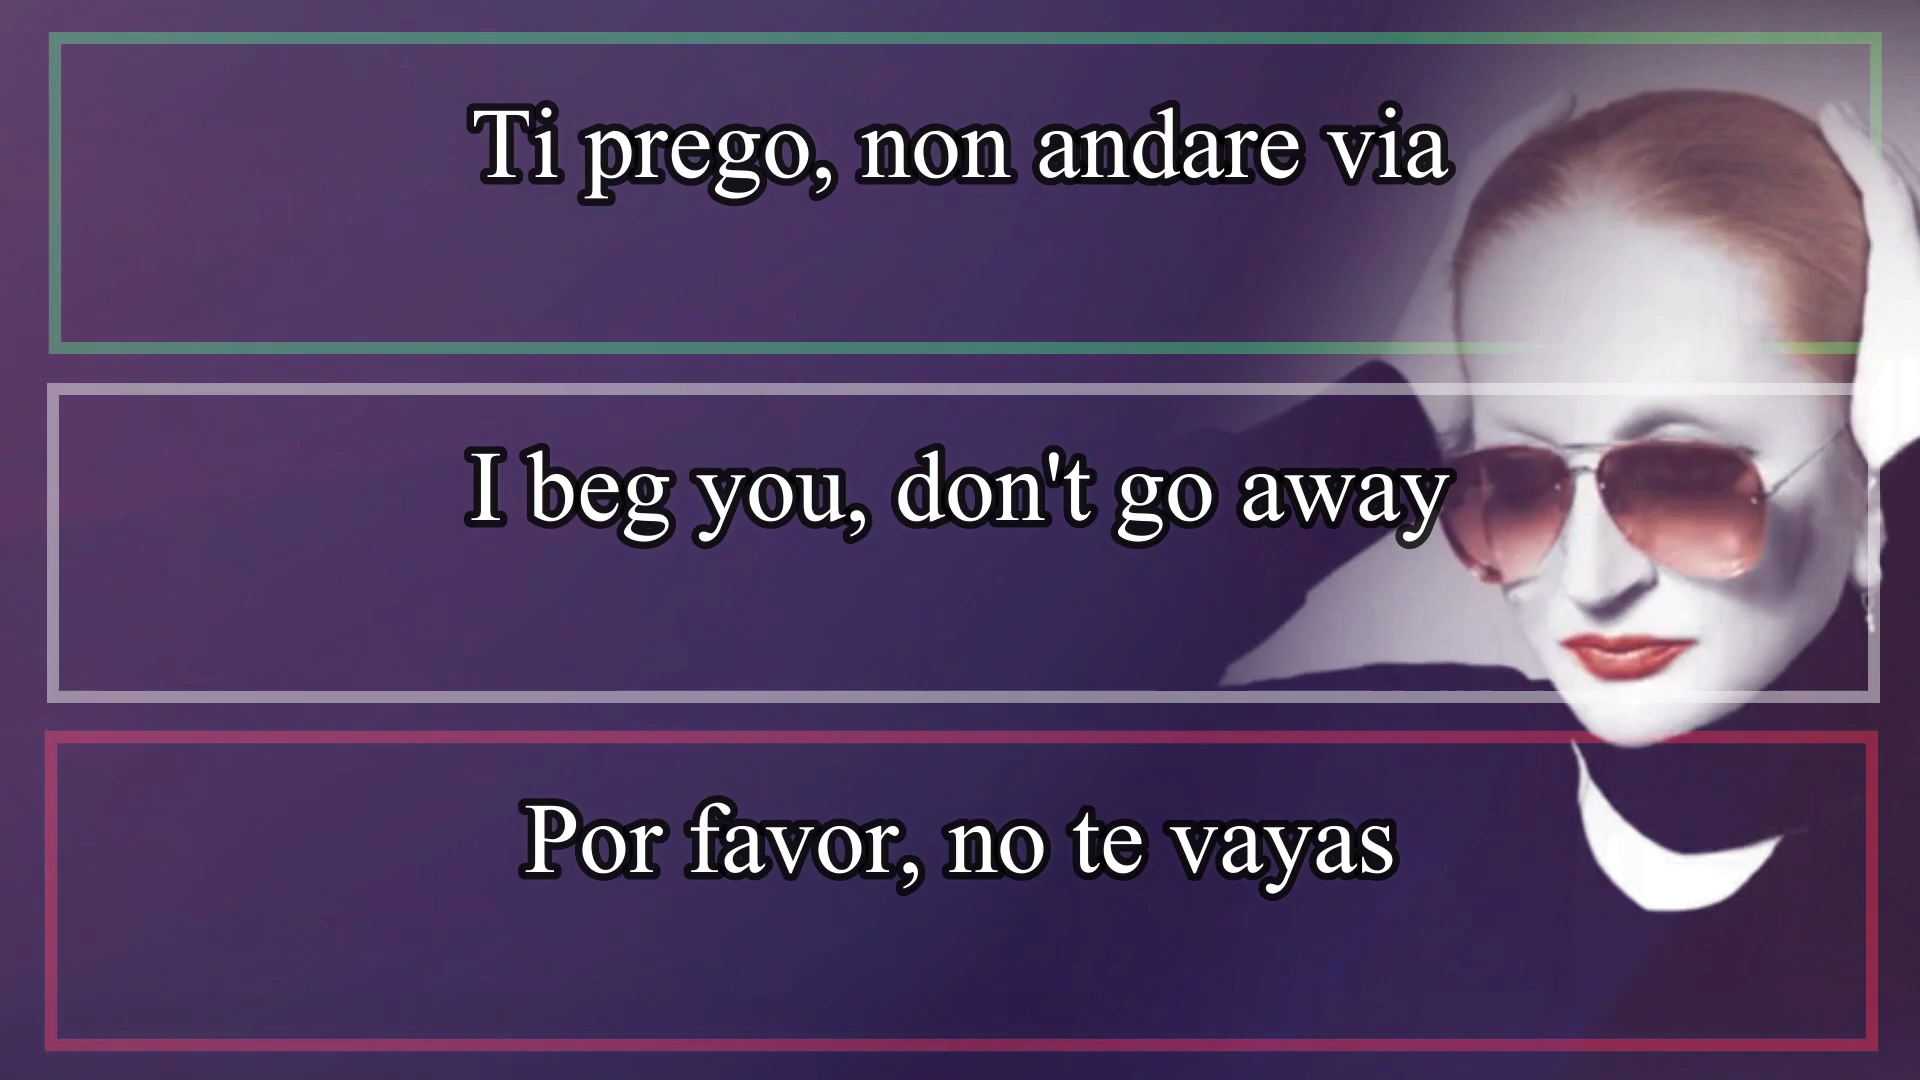 Ti prego, non andare via
I beg you, don't go away
Por favor, no te vayas